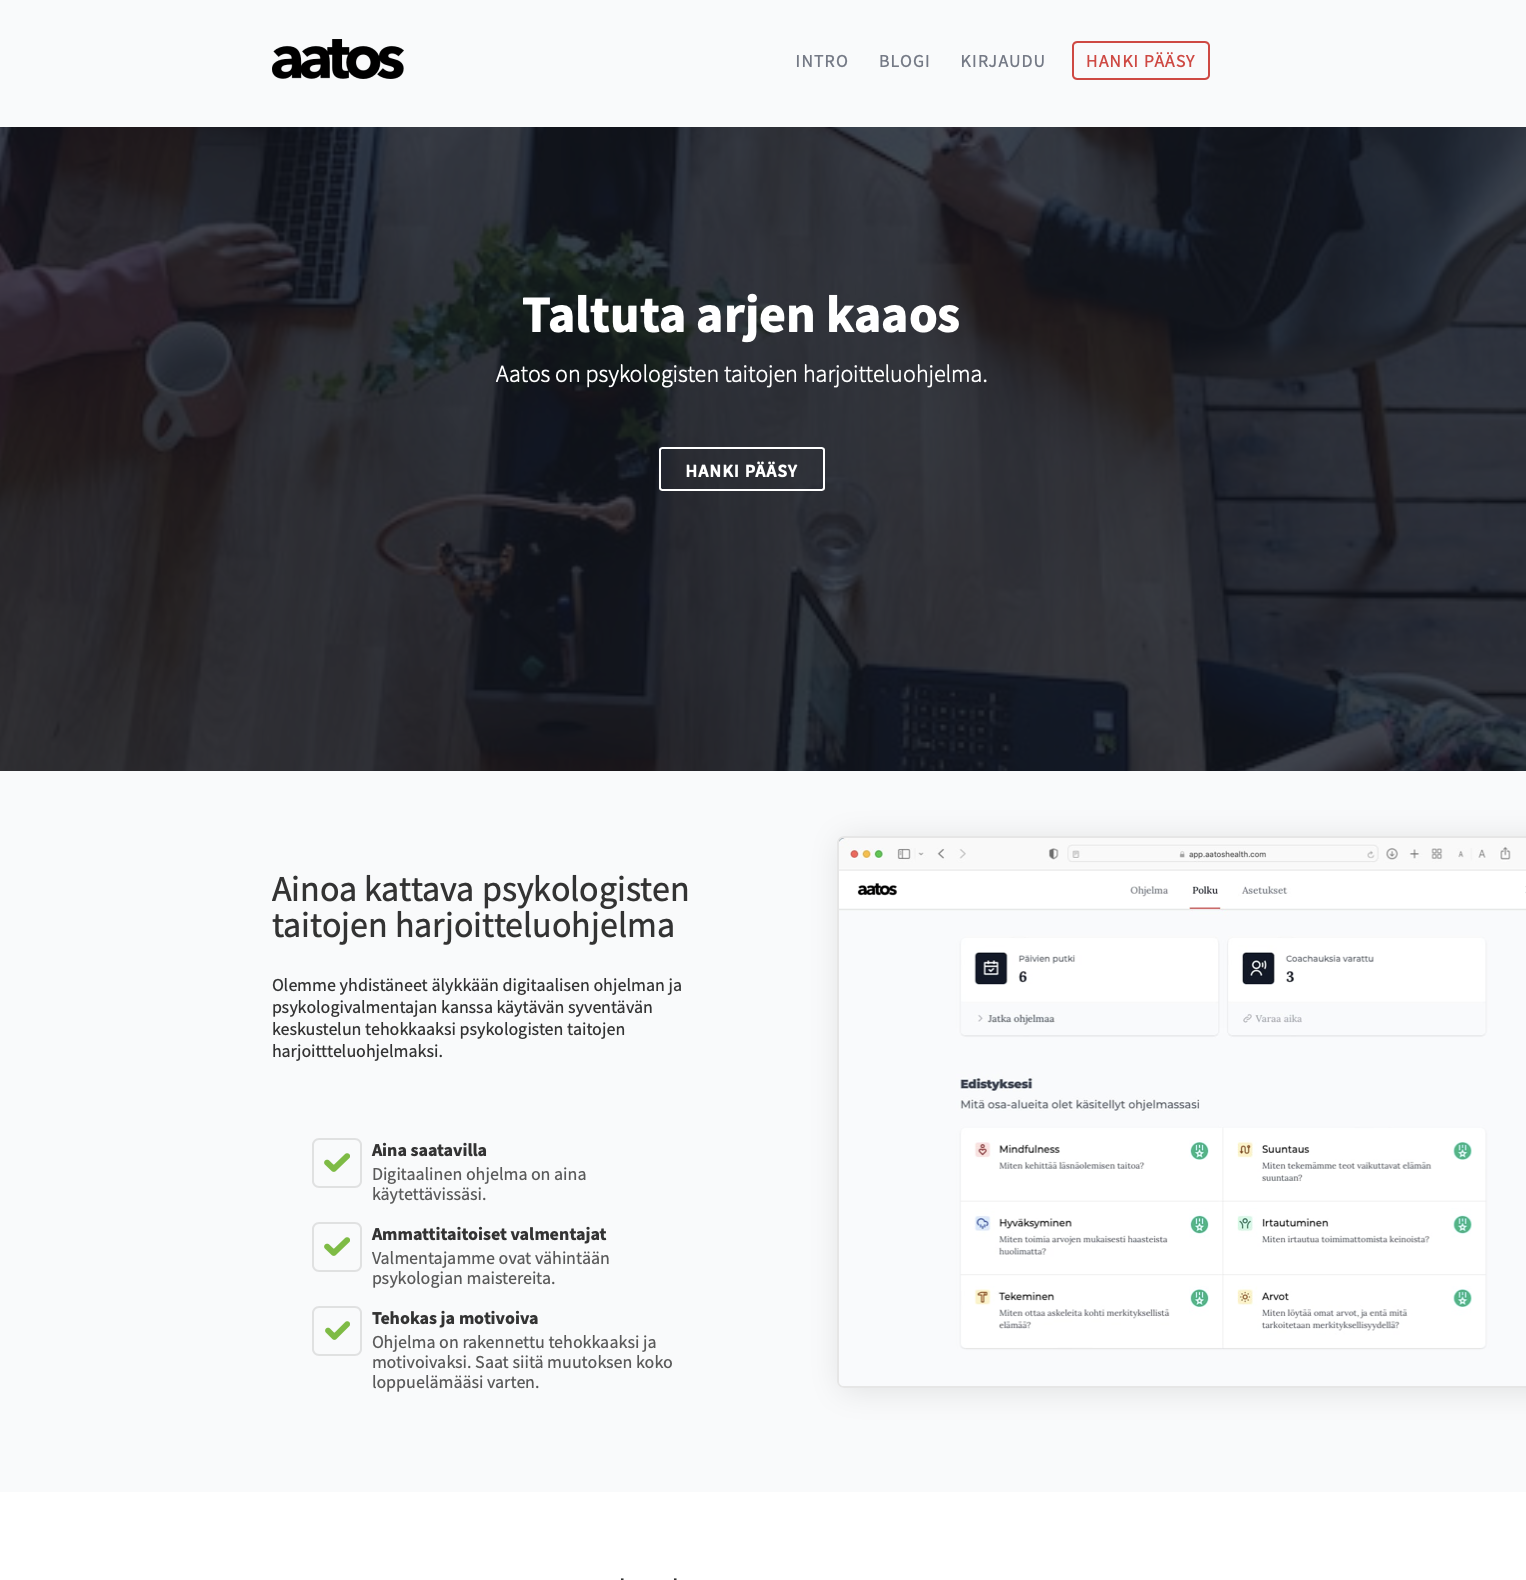 aatos
INTRO
BLOGI
KIRJAUDU
HANKI PÄÄSY
Taltuta arjen kaaos
Aatos on psykologisten taitojen harjoitteluohjelma.
HANKI PÄÄSY
Ainoa kattava psykologisten
taitojen harjoitteluohjelma
Olemme yhdistäneet älykkään digitaalisen ohjelman ja
psykologivalmentajan kanssa käytävän syventävän
keskustelun tehokkaaksi psykologisten taitojen
harjoittteluohjelmaksi.
Aina saatavilla
Digitaalinen ohjelma on aina
käytettävissäsi.
Ammattitaitoiset valmentajat
Valmentajamme ovat vähintään
psykologian maistereita.
Tehokas ja motivoiva
Ohjelma on rakennettu tehokkaaksi ja
motivoivaksi. Saat siitä muutoksen koko
loppuelämääsi varten.
app.aatoshealth.com
A A
aatos
Ohjelma
Polku
Asetukset
Päivien putki
6
Jatka ohjelmaa
Coachauksia varattu
3
Varaa aika
Edistyksesi
Mitä osa-alueita olet käsitellyt ohjelmassasi
Mindfulness
Miten kehittää läsnäolemisen taitoa?
Suuntaus
Miten tekemämme teot vaikuttavat elämän
suuntaan?
Hyväksyminen
Miten toimia arvojen mukaisesti haasteista
huolimatta?
Irtautuminen
Miten irtautua toimimattomista keinoista?
Tekeminen
Miten ottaa askeleita kohti merkityksellistä
elämää?
Arvot
Miten löytää omat arvot, ja entä mitä
tarkoitetaan merkityksellisyydellä?